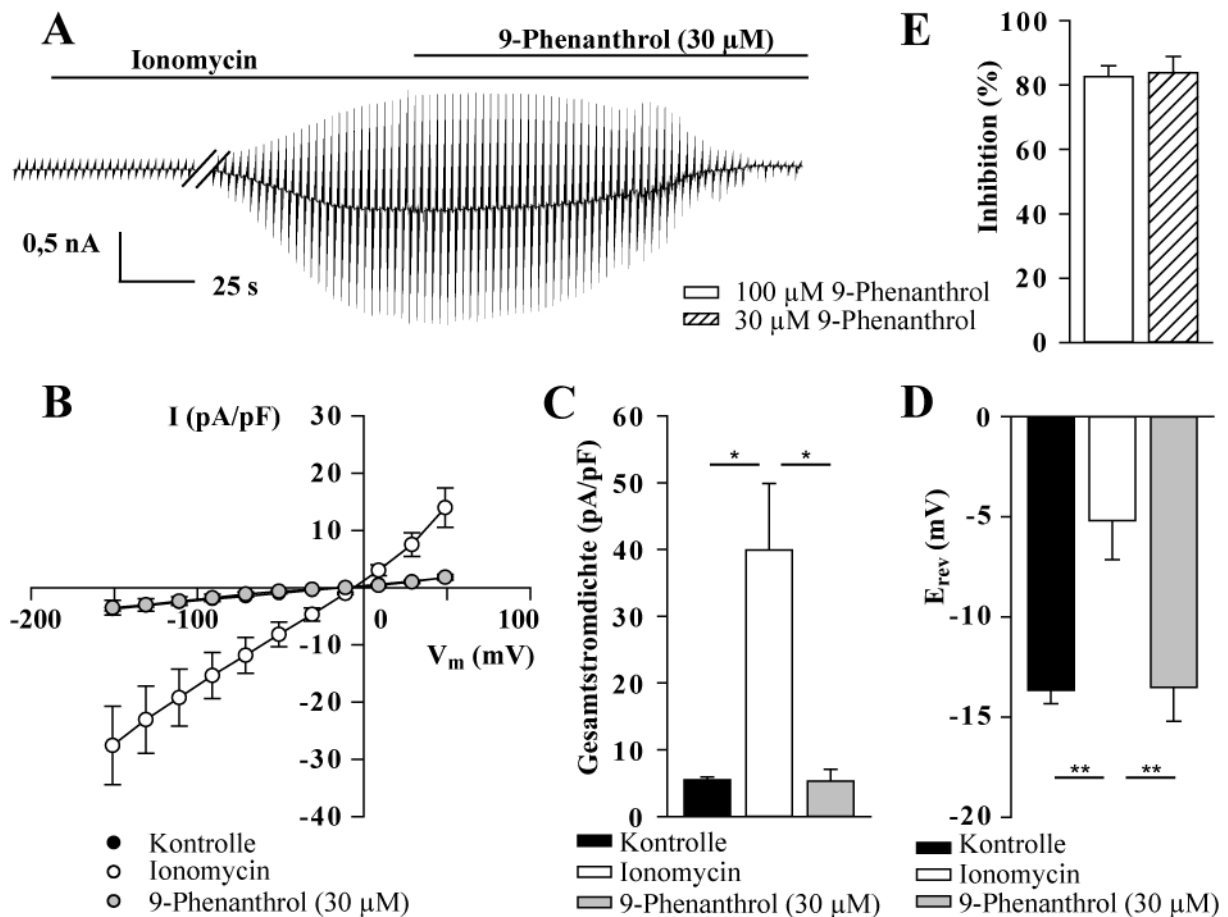 A
9-Phenanthrol (30 µM)
Ionomycin
0,5 nA
25 s
E
Inhibition (%)
100
80
60
40
20
0
100 µM 9-Phenanthrol
30 µM 9-Phenanthrol
B
I (pA/pF)
30
20
10
-200
-100
0
100
-10
-20
-30
-40
V_m (mV)
Kontrolle
Ionomycin
9-Phenanthrol (30 µM)
C
Gesamtstromdichte (pA/pF)
60
50
40
30
20
10
0
*
*
Kontrolle
Ionomycin
9-Phenanthrol (30 µM)
D
E_rev (mV)
0
-5
-10
-15
-20
**
**
Kontrolle
Ionomycin
9-Phenanthrol (30 µM)